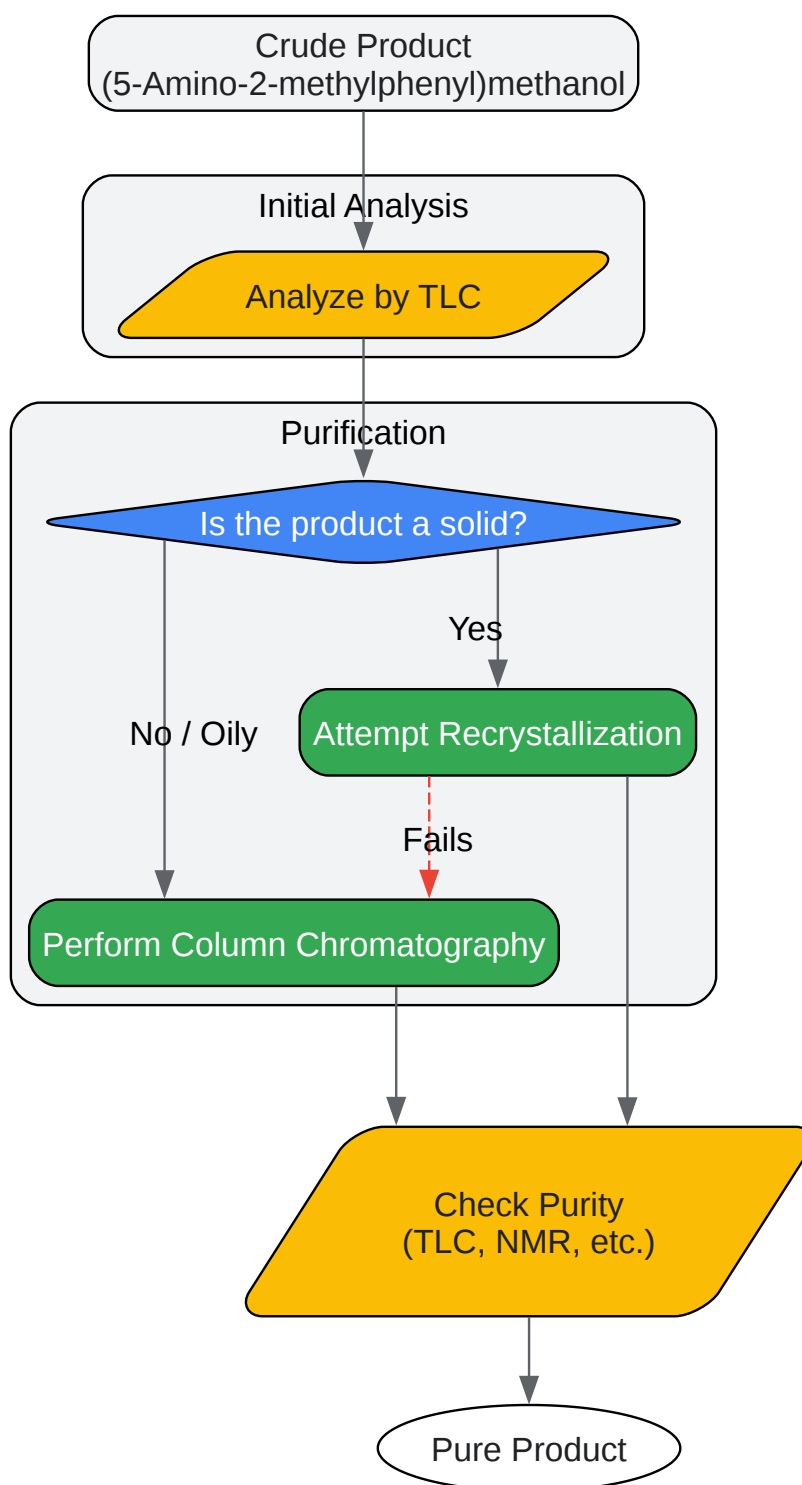 Crude Product
(5-Amino-2-methylphenyl)methanol
Initial Analysis
Analyze by TLC
Purification
Is the product a solid?
Yes
No / Oily
Attempt Recrystallization
Fails
Perform Column Chromatography
Check Purity
(TLC, NMR, etc.)
Pure Product